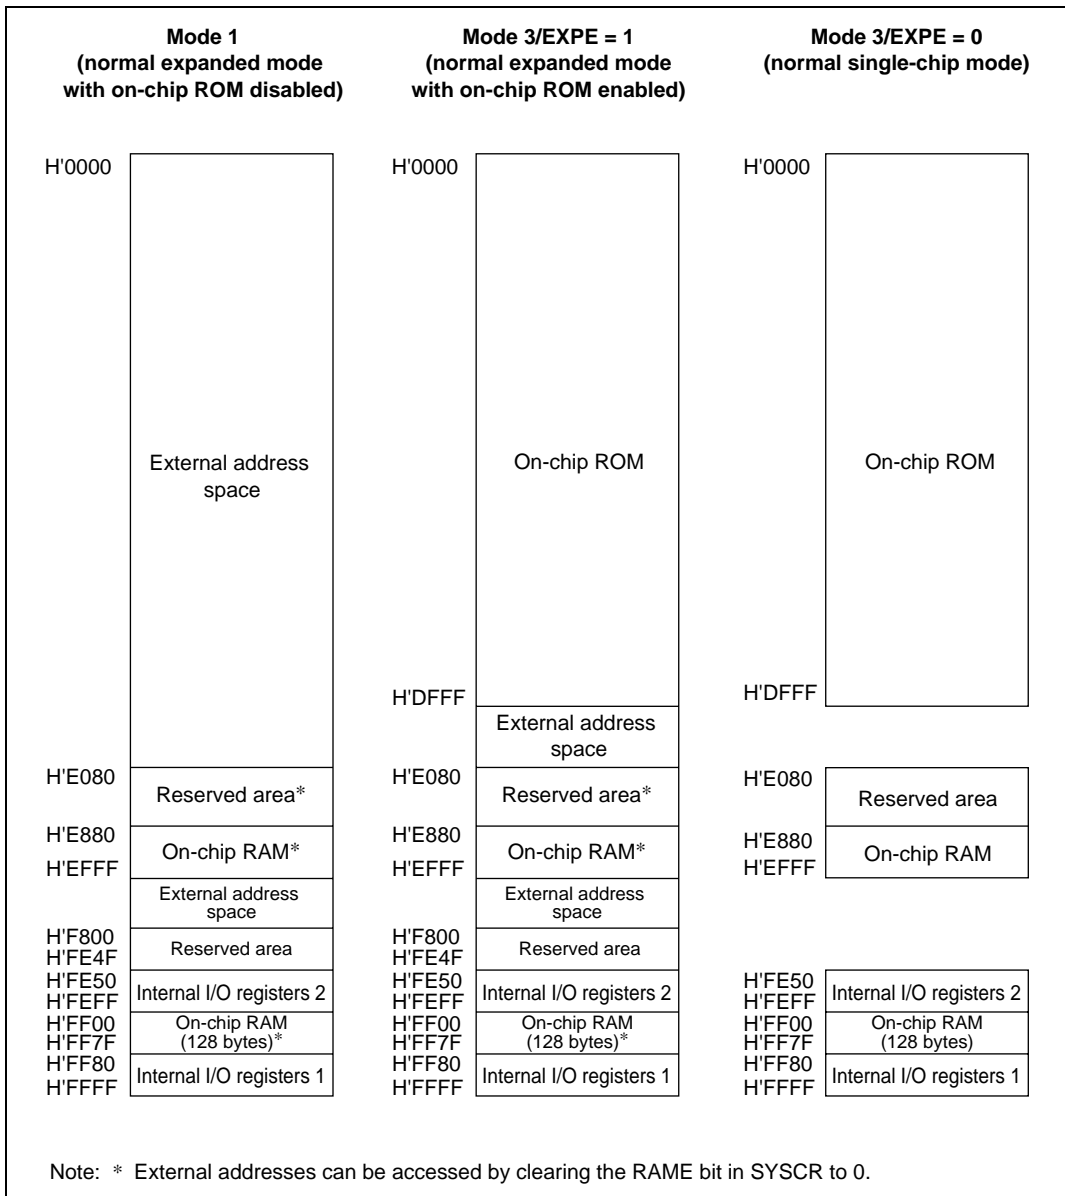 Mode 1
(normal expanded mode
with on-chip ROM disabled)
H'0000
External address
space
H'E080
Reserved area*
H'E880
On-chip RAM*
H'EFFF
External address
space
H'F800
Reserved area
H'FE4F
H'FE50
Internal I/O registers 2
H'FEFF
H'FF00
On-chip RAM
(128 bytes)*
H'FF7F
H'FF80
Internal I/O registers 1
H'FFFF
Mode 3/EXPE = 1
(normal expanded mode
with on-chip ROM enabled)
H'0000
On-chip ROM
H'DFFF
External address
space
H'E080
Reserved area*
H'E880
On-chip RAM*
H'EFFF
External address
space
H'F800
Reserved area
H'FE4F
H'FE50
Internal I/O registers 2
H'FEFF
H'FF00
On-chip RAM
(128 bytes)*
H'FF7F
H'FF80
Internal I/O registers 1
H'FFFF
Mode 3/EXPE = 0
(normal single-chip mode)
H'0000
On-chip ROM
H'DFFF
H'E080
Reserved area
H'E880
On-chip RAM
H'EFFF
H'FE50
Internal I/O registers 2
H'FEFF
H'FF00
On-chip RAM
(128 bytes)
H'FF7F
H'FF80
Internal I/O registers 1
H'FFFF
Note: * External addresses can be accessed by clearing the RAME bit in SYSCR to 0.